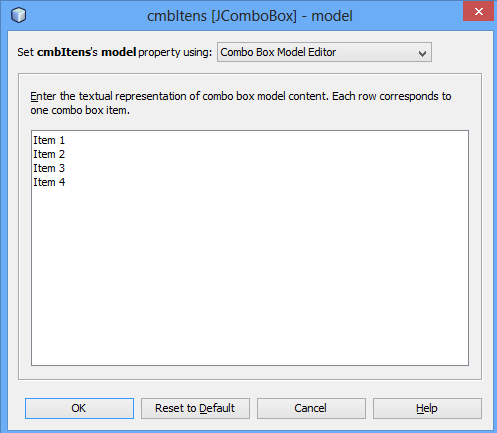 cmbItens [JComboBox] - model
Set cmbItens's model property using: Combo Box Model Editor
Enter the textual representation of combo box model content. Each row corresponds to
one combo box item.
Item 1
Item 2
Item 3
Item 4
OK Reset to Default Cancel Help